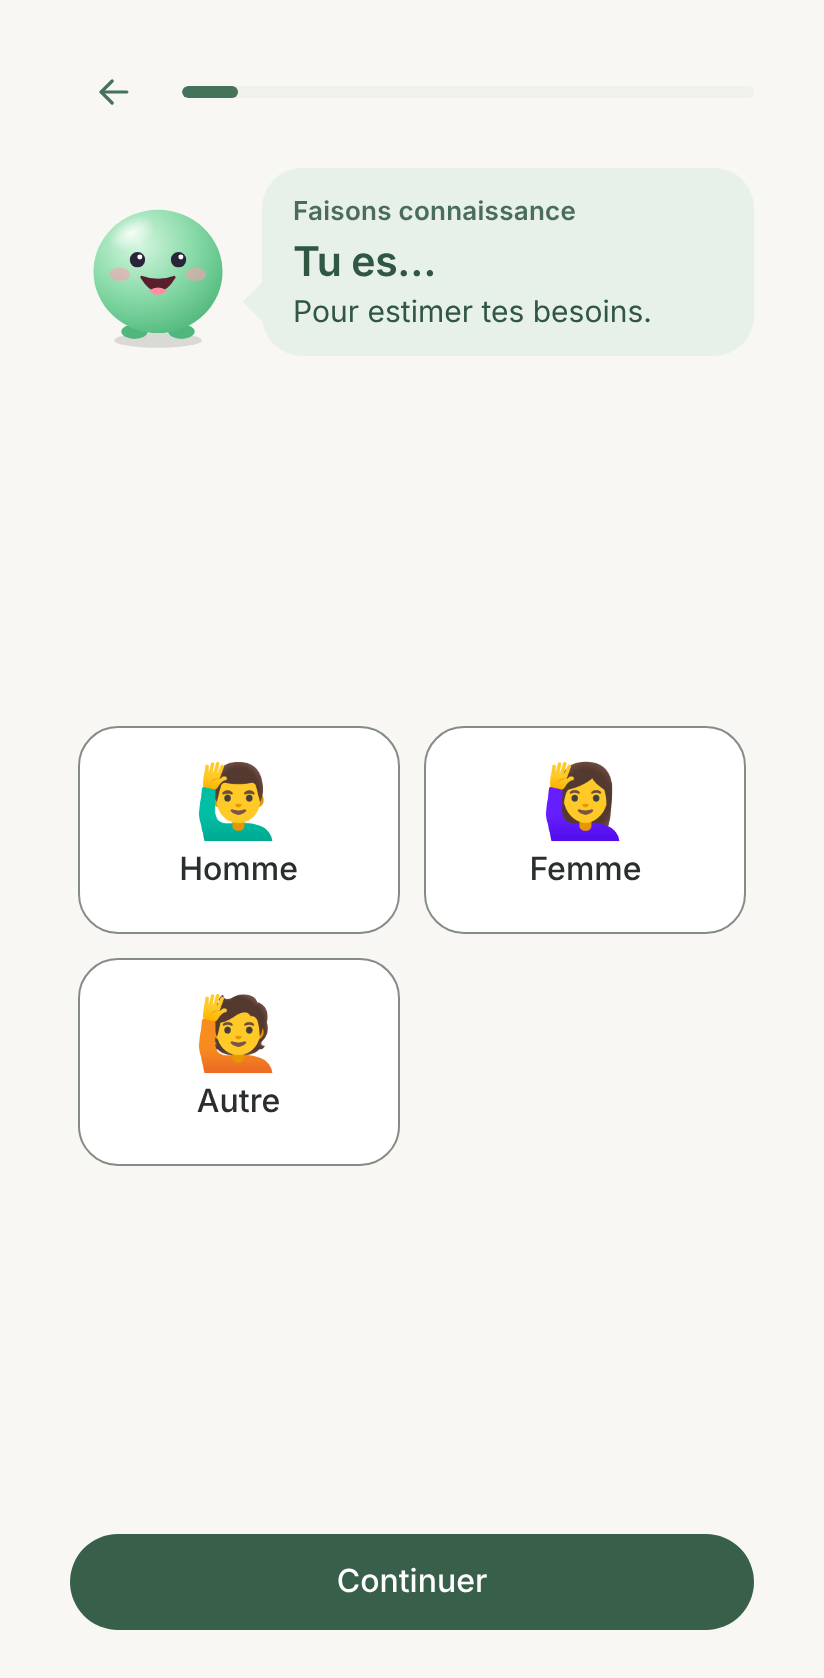 Faisons connaissance
Tu es...
Pour estimer tes besoins.
Homme
Femme
Autre
Continuer